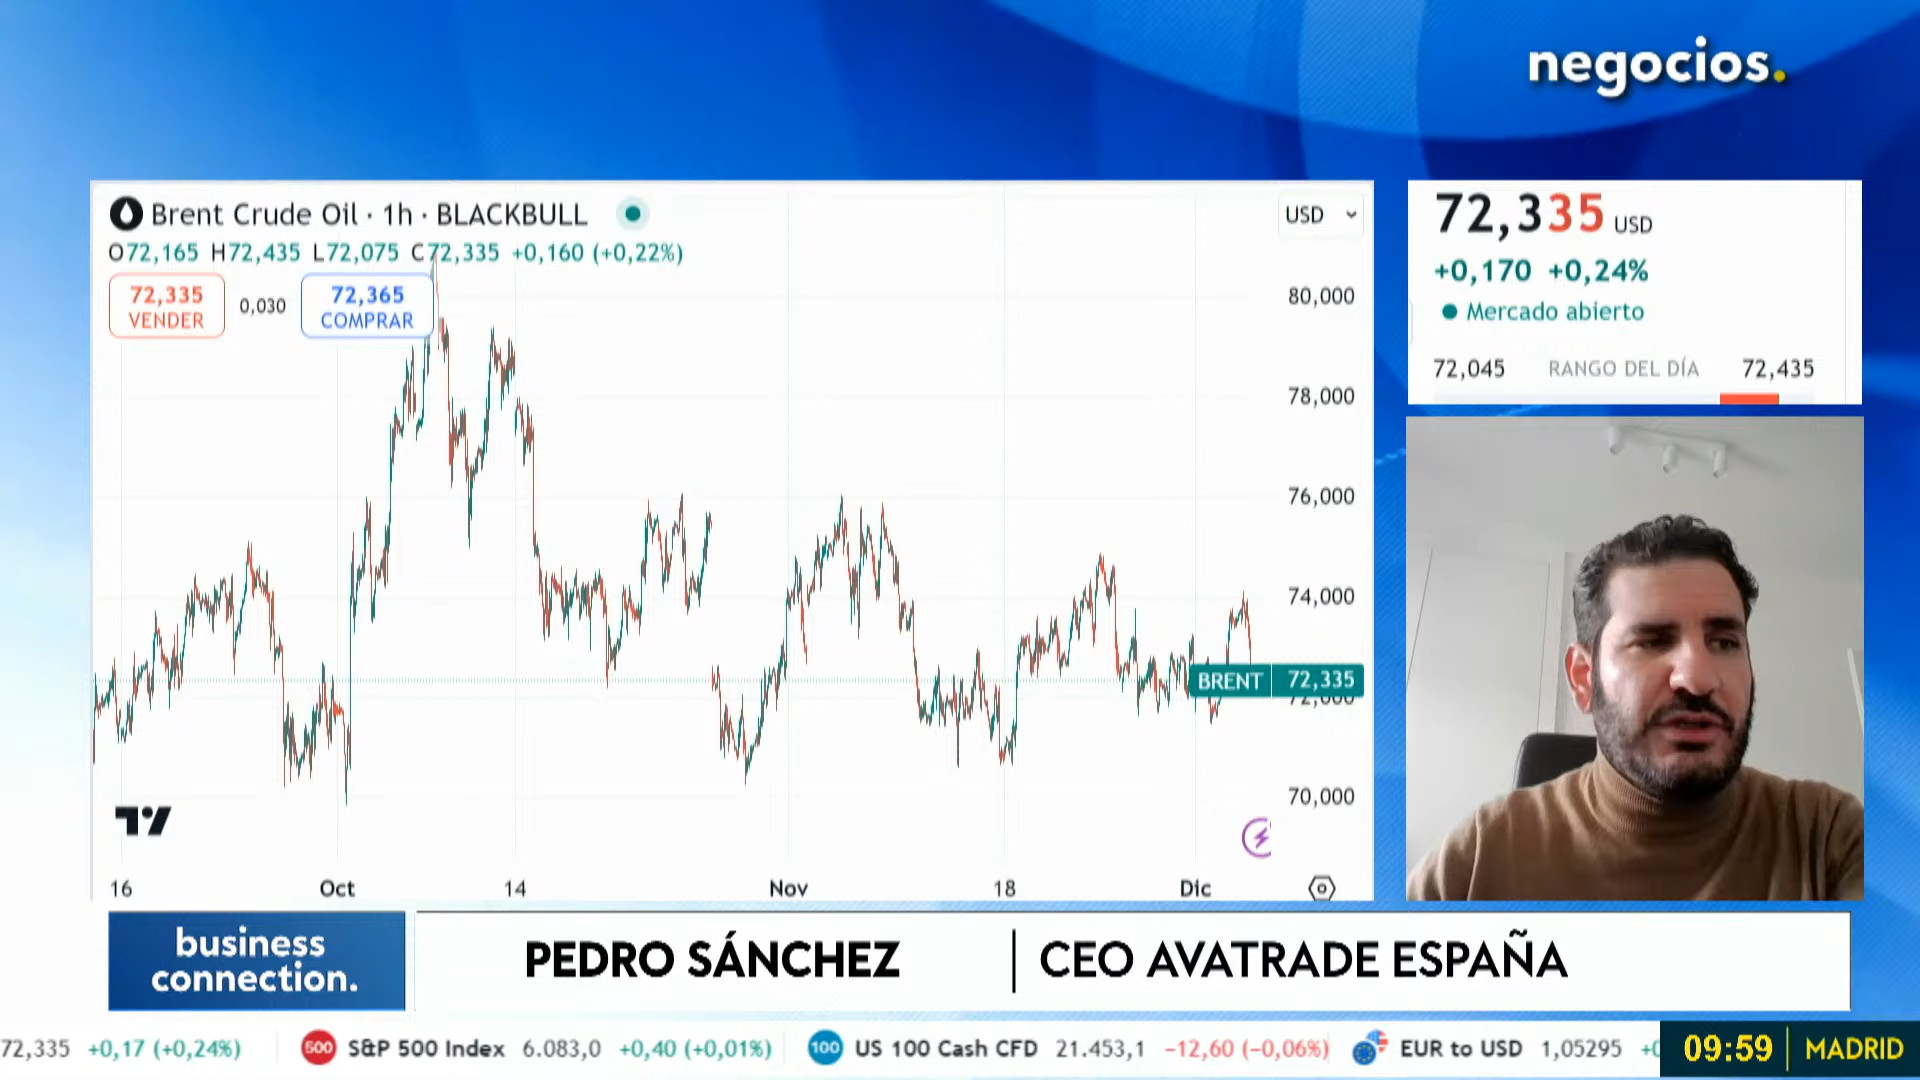 negocios.
Brent Crude Oil · 1h · BLACKBULL
USD
O72,165 H72,435 L72,075 C72,335 +0,160 (+0,22%)
72,335
VENDER
0,030
72,365
COMPRAR
80,000
78,000
76,000
74,000
BRENT 72,335
72,000
70,000
16
Oct
14
Nov
18
Dic
72,335 USD
+0,170 +0,24%
Mercado abierto
72,045 RANGO DEL DÍA 72,435
business
connection.
PEDRO SÁNCHEZ
CEO AVATRADE ESPAÑA
72,335 +0,17 (+0,24%) 500 S&P 500 Index 6.083,0 +0,40 (+0,01%) 100 US 100 Cash CFD 21.453,1 −12,60 (−0,06%) EUR to USD 1,05295 09:59 MADRID